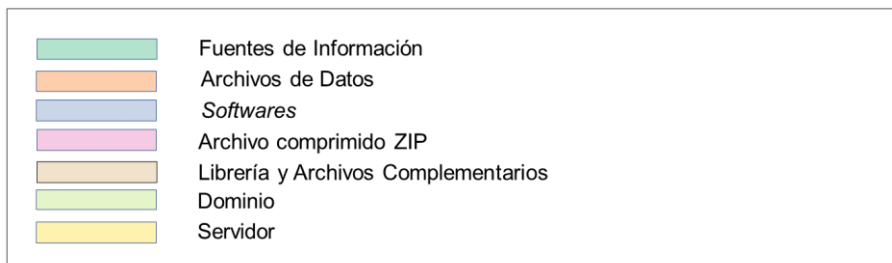 Fuentes de Información
Archivos de Datos
Softwares
Archivo comprimido ZIP
Librería y Archivos Complementarios
Dominio
Servidor